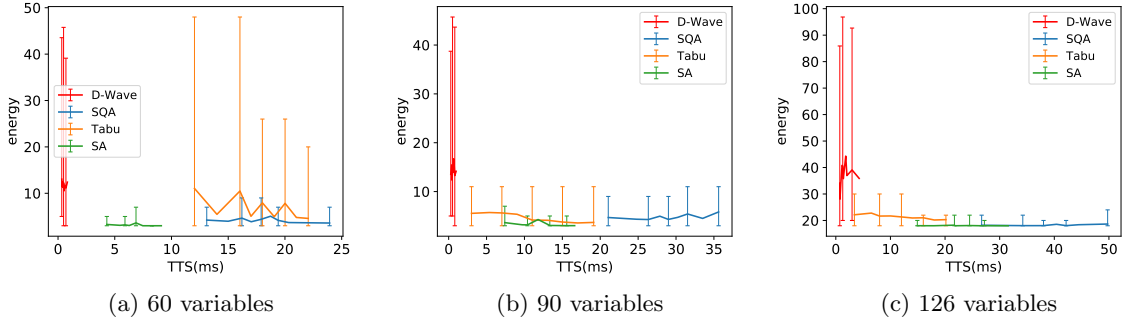 50
40
30
20
10
energy
0
5
10
15
20
25
TTS(ms)
D-Wave
SQA
Tabu
SA
(a) 60 variables
40
30
20
10
energy
0
5
10
15
20
25
30
35
TTS(ms)
D-Wave
SQA
Tabu
SA
(b) 90 variables
100
90
80
70
60
50
40
30
20
energy
0
10
20
30
40
50
TTS(ms)
D-Wave
SQA
Tabu
SA
(c) 126 variables